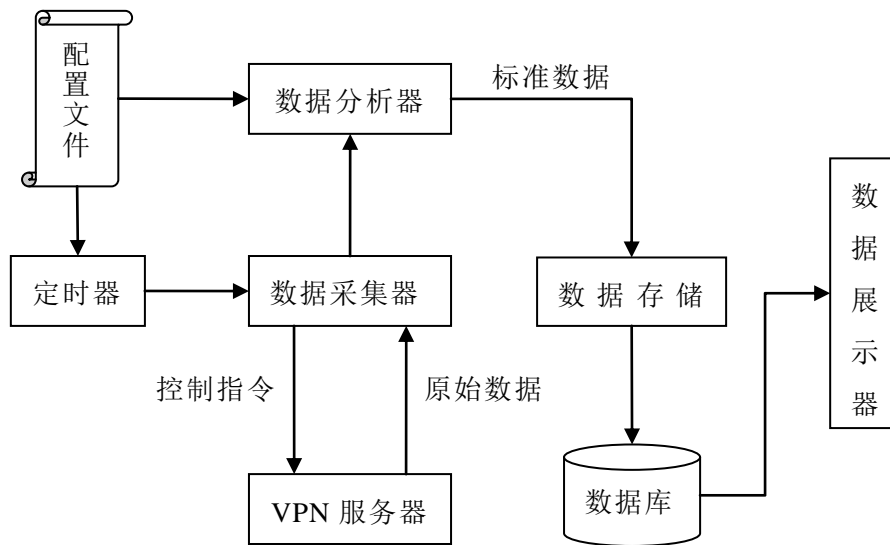 配置文件
数据分析器
标准数据
定时器
数据采集器
数据存储
数据展示器
控制指令
原始数据
VPN 服务器
数据库